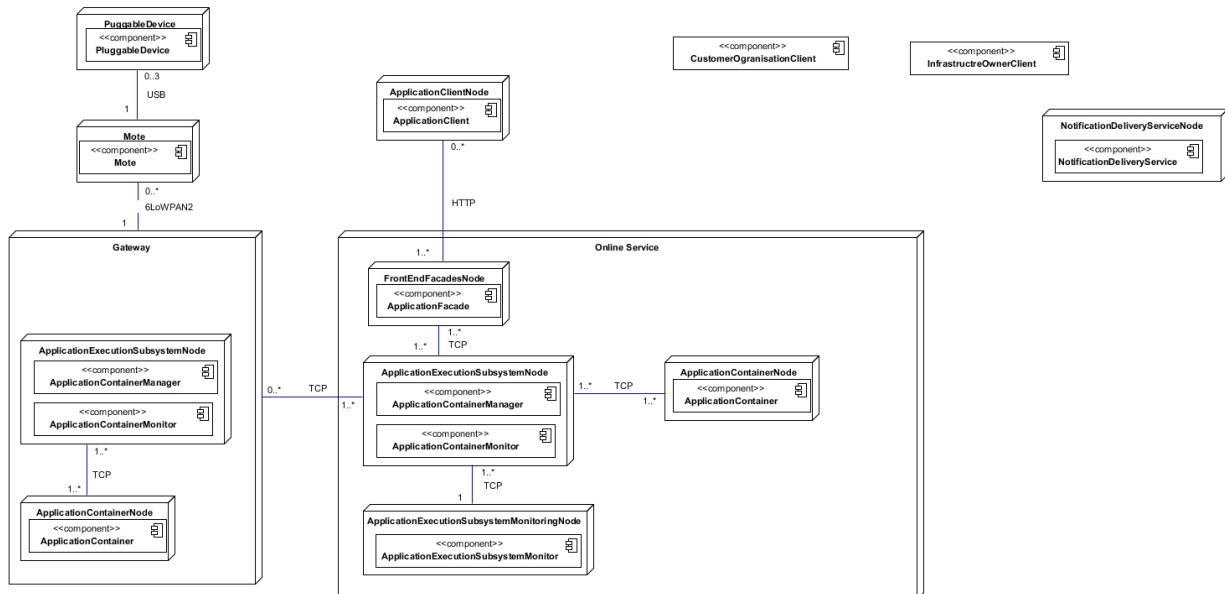 PuggableDevice
<<component>>
PluggableDevice
0..3
USB
1
Mote
<<component>>
Mote
0..*
6LoWPAN2
1
Gateway
ApplicationExecutionSubsystemNode
<<component>>
ApplicationContainerManager
<<component>>
ApplicationContainerMonitor
1..*
TCP
1..*
ApplicationContainerNode
<<component>>
ApplicationContainer
0..*
TCP
1..*
ApplicationClientNode
<<component>>
ApplicationClient
0..*
HTTP
1..*
Online Service
FrontEndFacadesNode
<<component>>
ApplicationFacade
1..*
TCP
1..*
ApplicationExecutionSubsystemNode
<<component>>
ApplicationContainerManager
<<component>>
ApplicationContainerMonitor
1..*
TCP
1..*
ApplicationContainerNode
<<component>>
ApplicationContainer
1..*
TCP
1
ApplicationExecutionSubsystemMonitoringNode
<<component>>
ApplicationExecutionSubsystemMonitor
<<component>>
CustomerOgranisationClient
<<component>>
InfrastructreOwnerClient
NotificationDeliveryServiceNode
<<component>>
NotificationDeliveryService